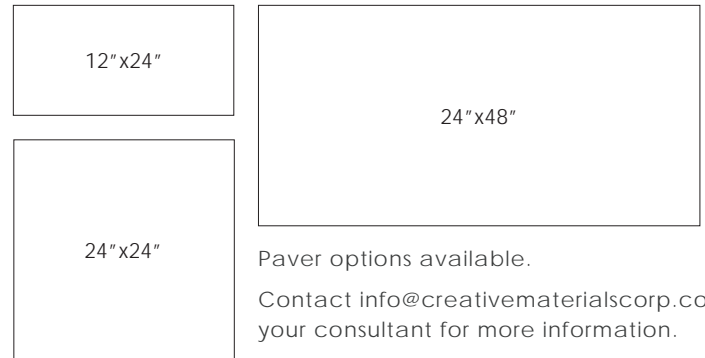 12”x24”
24”x48”
24”x24”
Paver options available.
Contact info@creativematerialscorp.co
your consultant for more information.